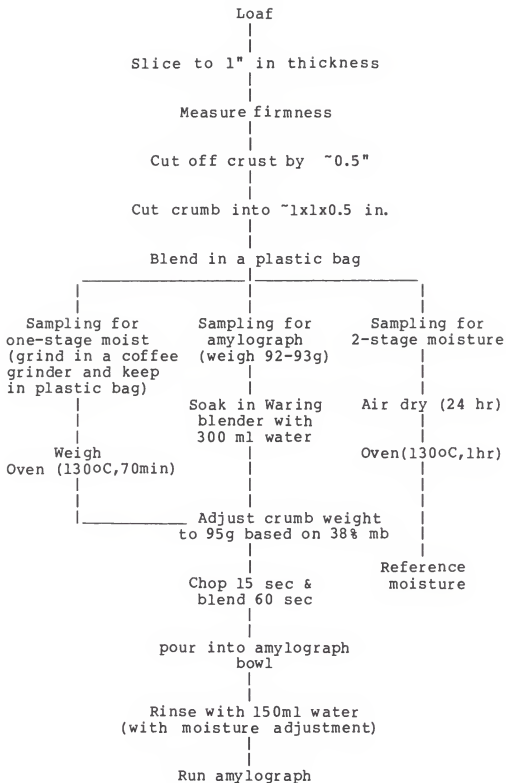 Loaf
Slice to 1" in thickness
Measure firmness
Cut off crust by ~0.5"
Cut crumb into ~1x1x0.5 in.
Blend in a plastic bag
Sampling for
one-stage moist
(grind in a coffee
grinder and keep
in plastic bag)
Weigh
Oven (130oC,70min)
Sampling for
amylograph
(weigh 92-93g)
Soak in Waring
blender with
300 ml water
Sampling for
2-stage moisture
Air dry (24 hr)
Oven(130oC,1hr)
Reference
moisture
Adjust crumb weight
to 95g based on 38% mb
Chop 15 sec &
blend 60 sec
pour into amylograph
bowl
Rinse with 150ml water
(with moisture adjustment)
Run amylograph